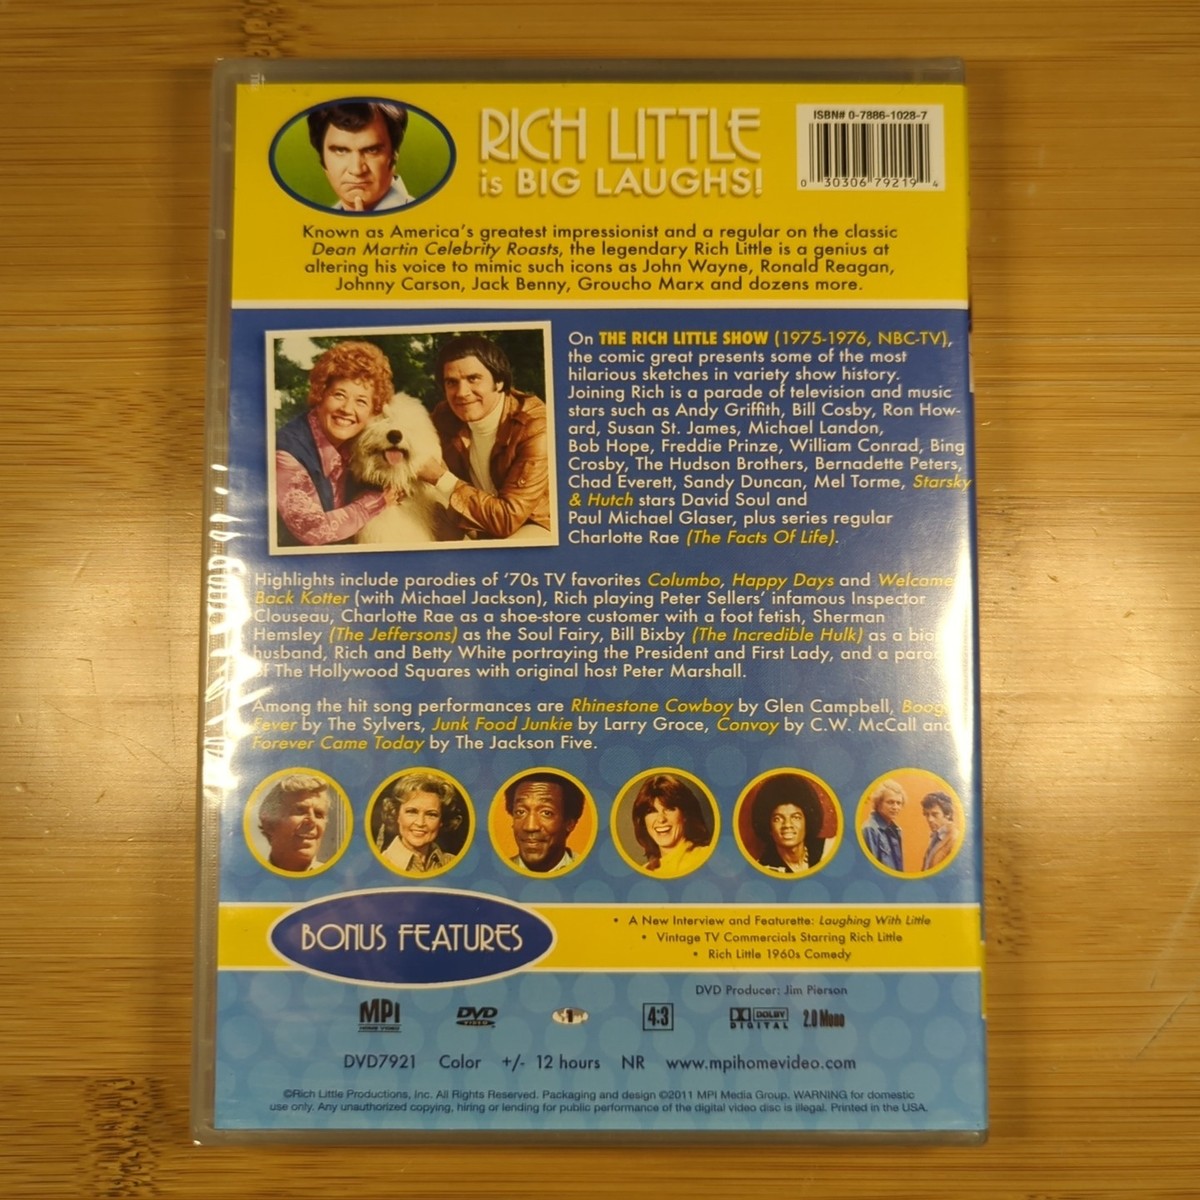 RICH LITTLE
is BIG LAUGHS!
ISBN# 0-7886-1028-7
0 30306 79219 4
Known as America's greatest impressionist and a regular on the classic
Dean Martin Celebrity Roasts, the legendary Rich Little is a genius at
altering his voice to mimic such icons as John Wayne, Ronald Reagan,
Johnny Carson, Jack Benny, Groucho Marx and dozens more.
On THE RICH LITTLE SHOW (1975-1976, NBC-TV),
the comic great presents some of the most
hilarious sketches in variety show history.
Joining Rich is a parade of television and music
stars such as Andy Griffith, Bill Cosby, Ron How-
ard, Susan St. James, Michael Landon,
Bob Hope, Freddie Prinze, William Conrad, Bing
Crosby, The Hudson Brothers, Bernadette Peters,
Chad Everett, Sandy Duncan, Mel Torme, Starsky
& Hutch stars David Soul and
Paul Michael Glaser, plus series regular
Charlotte Rae (The Facts Of Life).
Highlights include parodies of '70s TV favorites Columbo, Happy Days and Welcome
Back Kotter (with Michael Jackson), Rich playing Peter Sellers' infamous Inspector
Clouseau, Charlotte Rae as a shoe-store customer with a foot fetish, Sherman
Hemsley (The Jeffersons) as the Soul Fairy, Bill Bixby (The Incredible Hulk) as a
husband, Rich and Betty White portraying the President and First Lady, and a
of The Hollywood Squares with original host Peter Marshall.
Among the hit song performances are Rhinestone Cowboy by Glen Campbell,
Fever by The Sylvers, Junk Food Junkie by Larry Groce, Convoy by C.W. McCall and
Forever Came Today by The Jackson Five.
BONUS FEATURES
• A New Interview and Featurette: Laughing With Little
• Vintage TV Commercials Starring Rich Little
• Rich Little 1960s Comedy
DVD Producer: Jim Pierson
MPI DVD VIDEO 1 4:3 DOLBY DIGITAL 2.0 Mono
DVD7921 Color +/- 12 hours NR www.mpihomevideo.com
©Rich Little Productions, Inc. All Rights Reserved. Packaging and design ©2011 MPI Media Group. WARNING for domestic
use only. Any unauthorized copying, hiring or lending for public performance of the digital video disc is illegal. Printed in the USA.